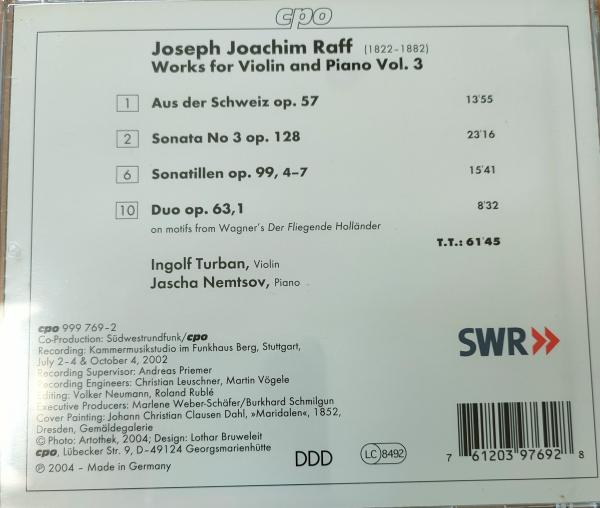 cpo
Joseph Joachim Raff (1822–1882)
Works for Violin and Piano Vol. 3
1 Aus der Schweiz op. 57 13'55
2 Sonata No 3 op. 128 23'16
6 Sonatillen op. 99, 4–7 15'41
10 Duo op. 63,1 8'32
on motifs from Wagner's Der Fliegende Holländer
T.T.: 61'45
Ingolf Turban, Violin
Jascha Nemtsov, Piano
cpo 999 769–2
Co-Production: Südwestrundfunk/cpo
Recording: Kammermusikstudio im Funkhaus Berg, Stuttgart,
July 2–4 & October 4, 2002
Recording Supervisor: Andreas Priemer
Recording Engineers: Christian Leuschner, Martin Vögele
Editing: Volker Neumann, Roland Rublé
Executive Producers: Marlene Weber-Schäfer/Burkhard Schmilgun
Cover Painting: Johann Christian Clausen Dahl, »Maridalen«, 1852,
Dresden, Gemäldegalerie
© Photo: Artothek, 2004; Design: Lothar Bruweleit
cpo, Lübecker Str. 9, D–49124 Georgsmarienhütte
℗ 2004 – Made in Germany
SWR
DDD
LC 8492
7 61203 97692 8